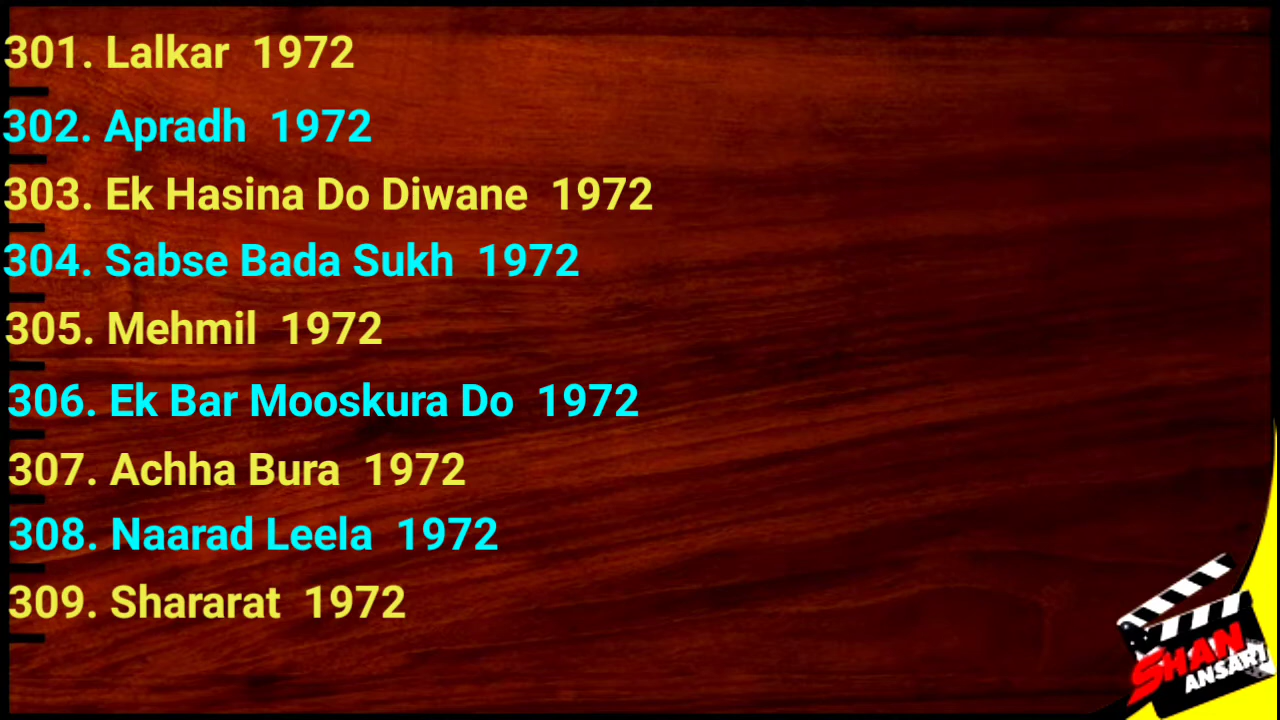 301. Lalkar 1972
302. Apradh 1972
303. Ek Hasina Do Diwane 1972
304. Sabse Bada Sukh 1972
305. Mehmil 1972
306. Ek Bar Mooskura Do 1972
307. Achha Bura 1972
308. Naarad Leela 1972
309. Shararat 1972
SHAN
ANSARI